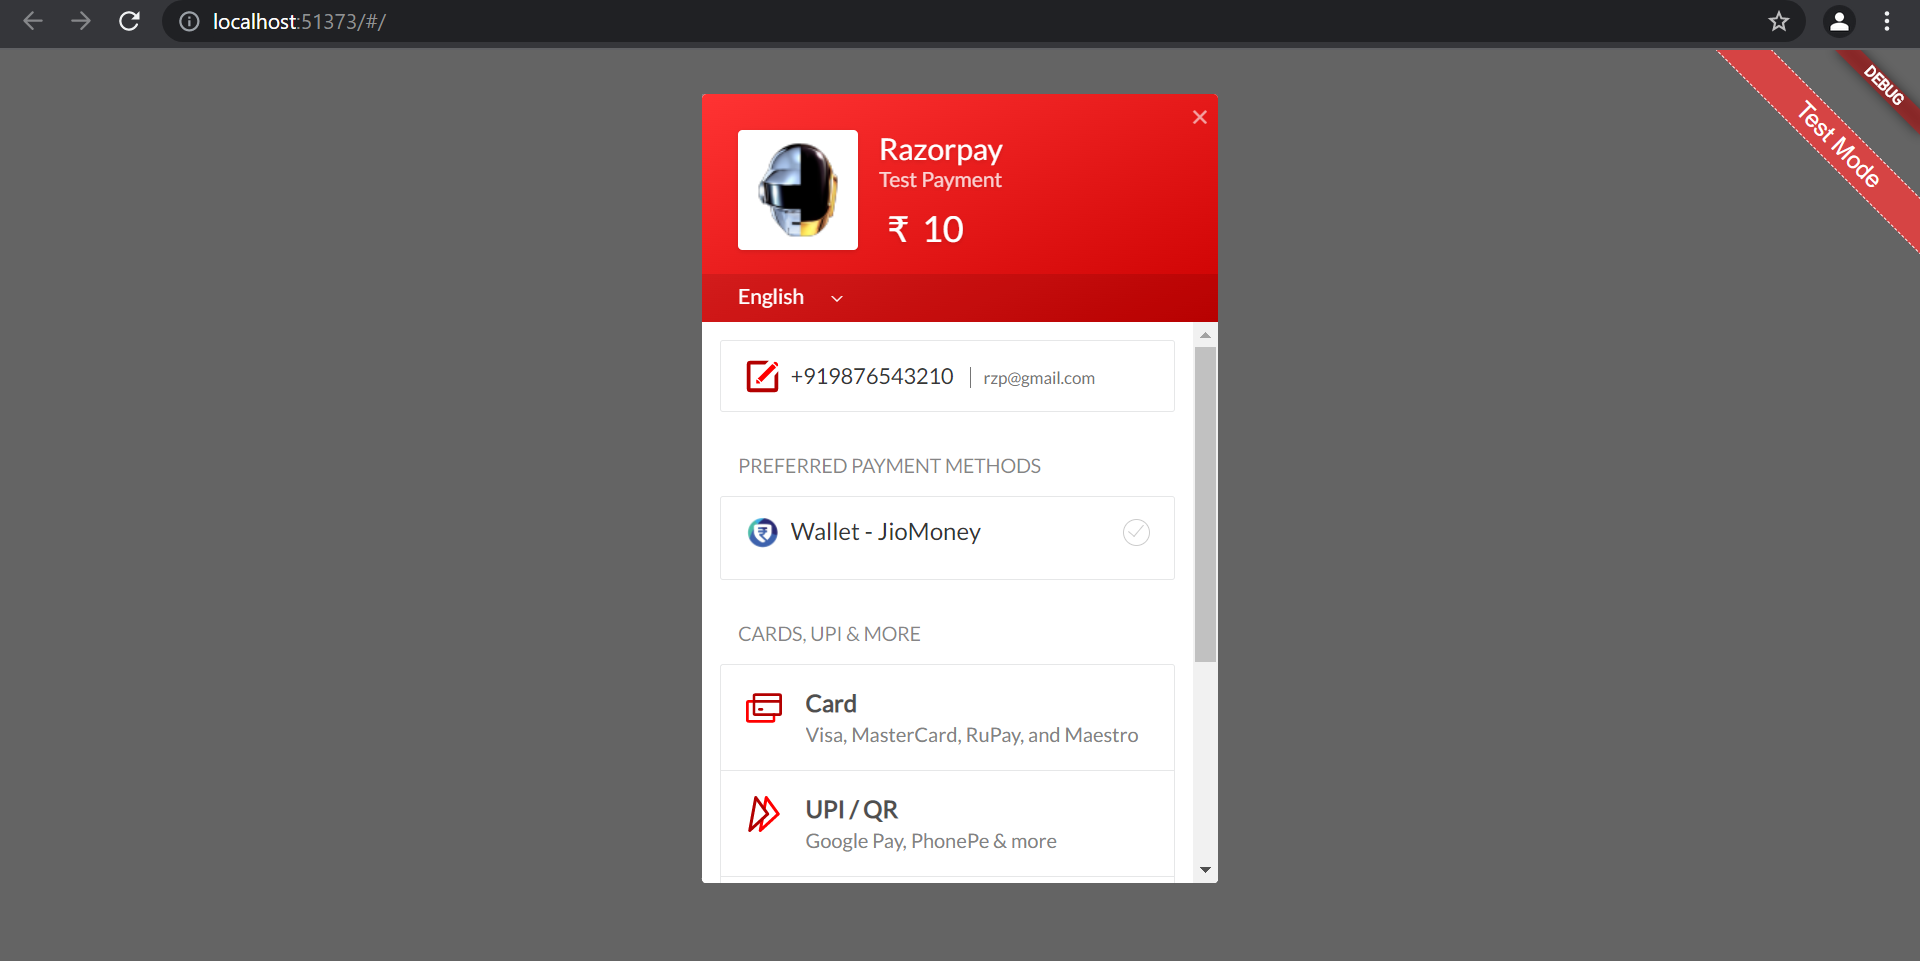 localhost:51373/#/
DEBUG
Test Mode
Razorpay
Test Payment
₹ 10
English
+919876543210 | rzp@gmail.com
PREFERRED PAYMENT METHODS
Wallet - JioMoney
CARDS, UPI & MORE
Card
Visa, MasterCard, RuPay, and Maestro
UPI / QR
Google Pay, PhonePe & more